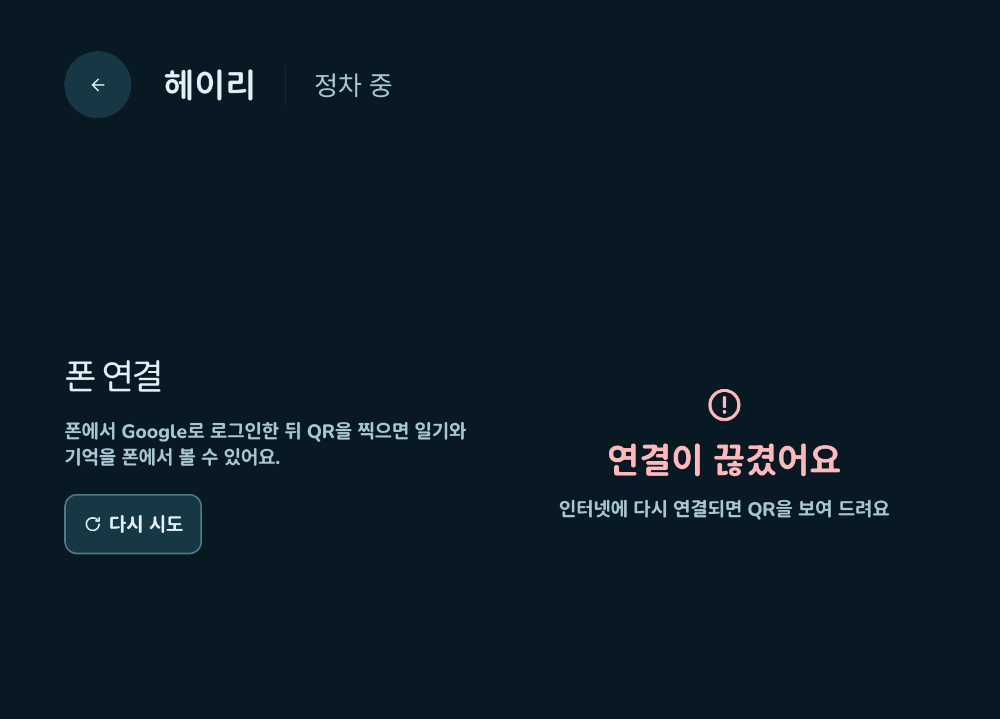 헤이리
정차 중
폰 연결
폰에서 Google로 로그인한 뒤 QR을 찍으면 일기와
기억을 폰에서 볼 수 있어요.
다시 시도
연결이 끊겼어요
인터넷에 다시 연결되면 QR을 보여 드려요